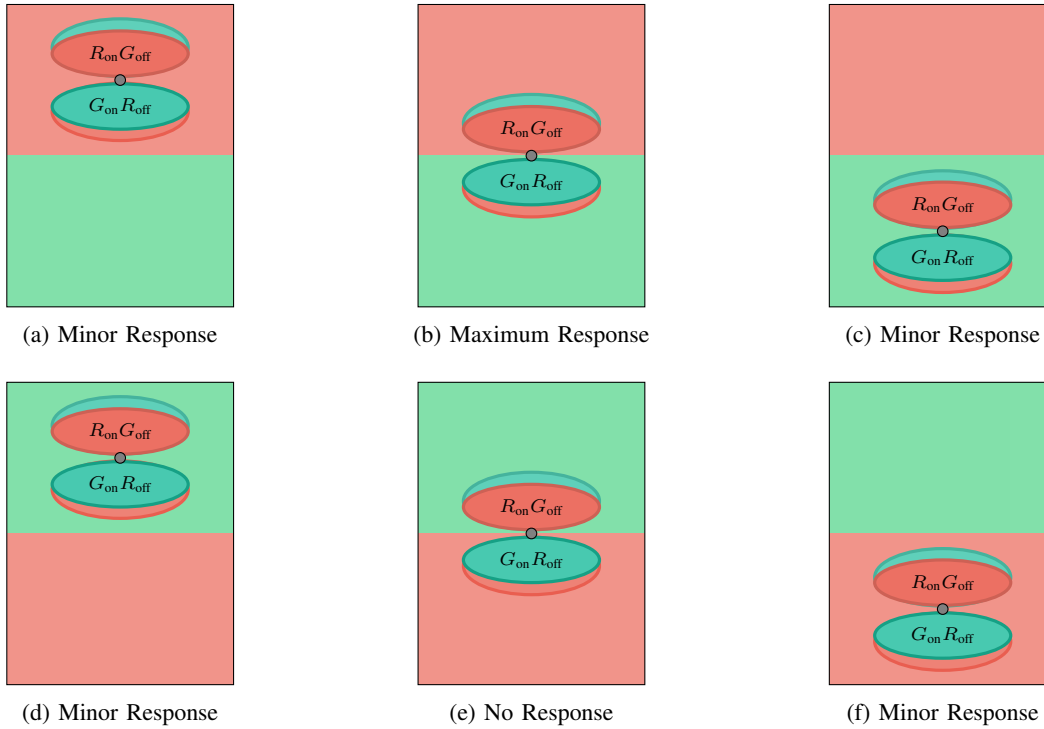 R_on G_off
G_on R_off
R_on G_off
G_on R_off
R_on G_off
G_on R_off
(a) Minor Response
(b) Maximum Response
(c) Minor Response
R_on G_off
G_on R_off
R_on G_off
G_on R_off
R_on G_off
G_on R_off
(d) Minor Response
(e) No Response
(f) Minor Response